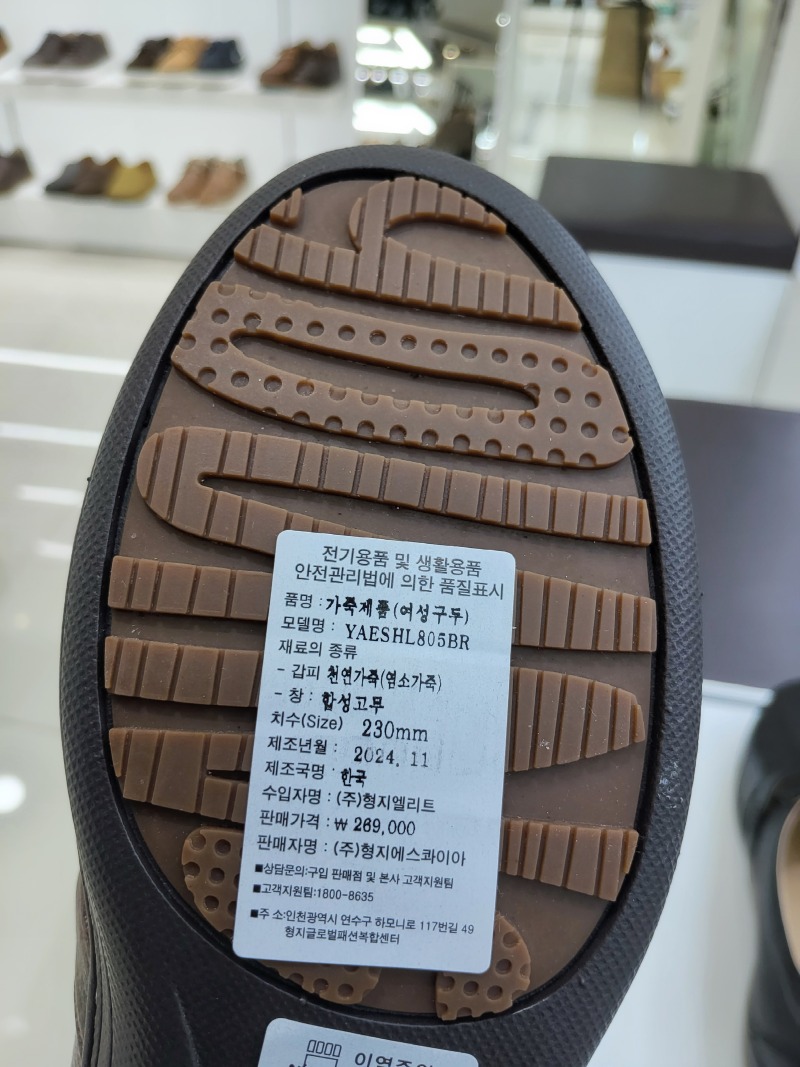 전기용품 및 생활용품
안전관리법에 의한 품질표시
품명 : 가죽제품(여성구두)
모델명 : YAESHL805BR
재료의 종류
- 갑피 천연가죽(염소가죽)
- 창 : 합성고무
치수(Size) 230mm
제조년월 : 2024. 11
제조국명 : 한국
수입자명 : (주)형지엘리트
판매가격 : ₩ 269,000
판매자명 : (주)형지에스콰이아
■상담문의:구입 판매점 및 본사 고객지원팀
■고객지원팀:1800-8635
■주 소:인천광역시 연수구 하모니로 117번길 49
형지글로벌패션복합센터